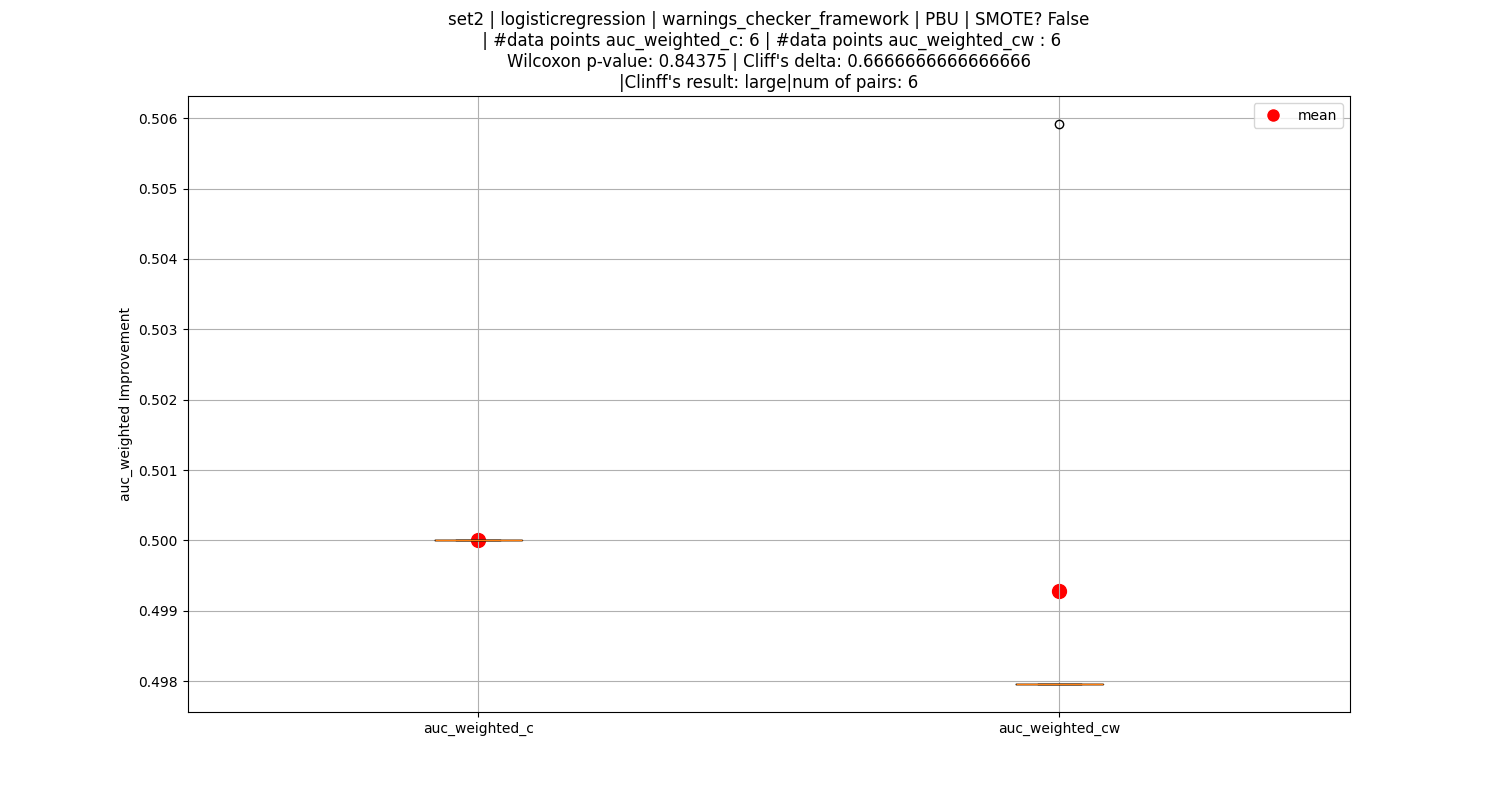 set2 | logisticregression | warnings_checker_framework | PBU | SMOTE? False
| #data points auc_weighted_c: 6 | #data points auc_weighted_cw : 6
Wilcoxon p-value: 0.84375 | Cliff's delta: 0.6666666666666666
|Clinff's result: large|num of pairs: 6
mean
0.506
0.505
0.504
0.503
0.502
0.501
0.500
0.499
0.498
auc_weighted Improvement
auc_weighted_c
auc_weighted_cw